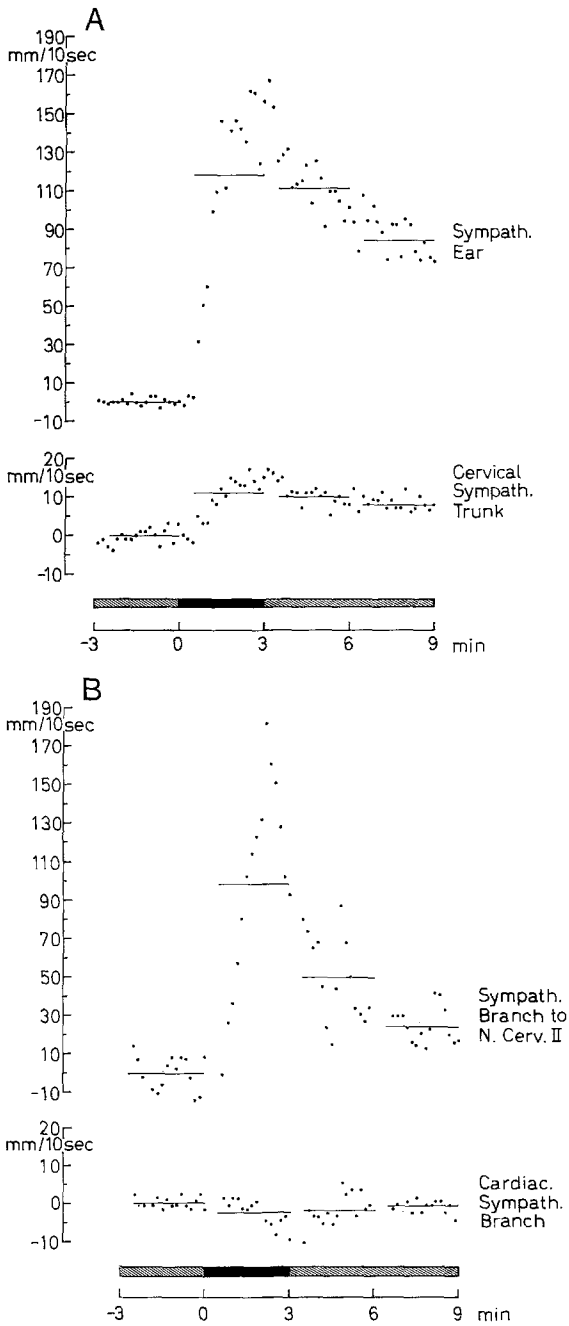 A
190
mm/10sec
170
150
130
110
90
70
50
30
10
-10
Sympath.
Ear
20
mm/10sec
10
0
-10
Cervical
Sympath.
Trunk
-3 0 3 6 9 min
B
190
mm/10sec
170
150
130
110
90
70
50
30
10
-10
Sympath.
Branch to
N. Cerv. II
20
mm/10sec
10
0
-10
Cardiac.
Sympath.
Branch
-3 0 3 6 9 min